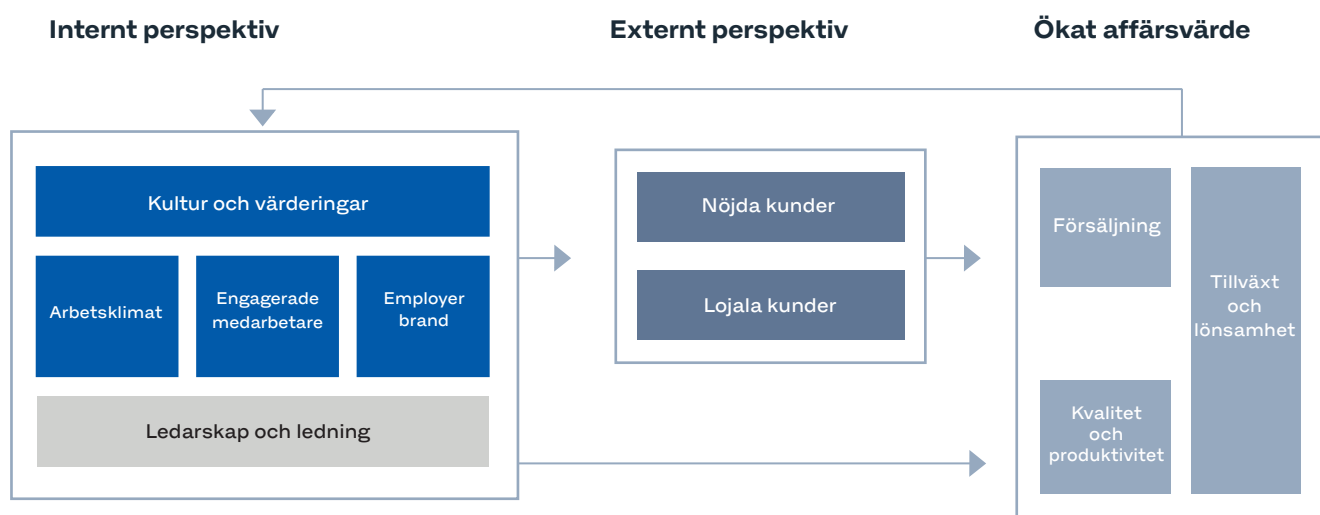 Internt perspektiv
Externt perspektiv
Ökat affärsvärde
Kultur och värderingar
Arbetsklimat
Engagerade
medarbetare
Employer
brand
Ledarskap och ledning
Nöjda kunder
Lojala kunder
Försäljning
Kvalitet
och
produktivitet
Tillväxt
och
lönsamhet